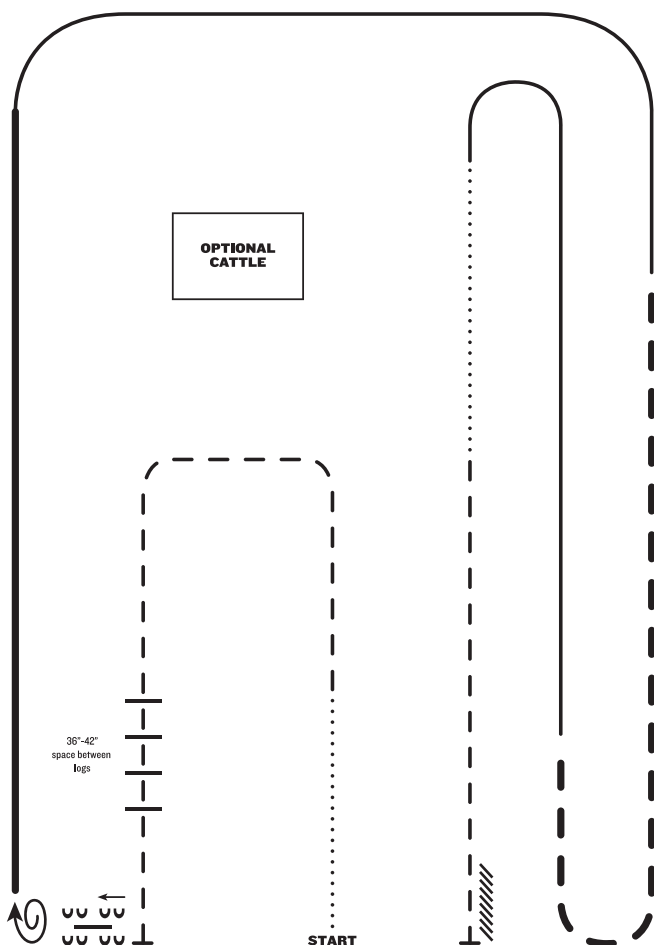 OPTIONAL
CATTLE
36"-42"
space between
logs
START